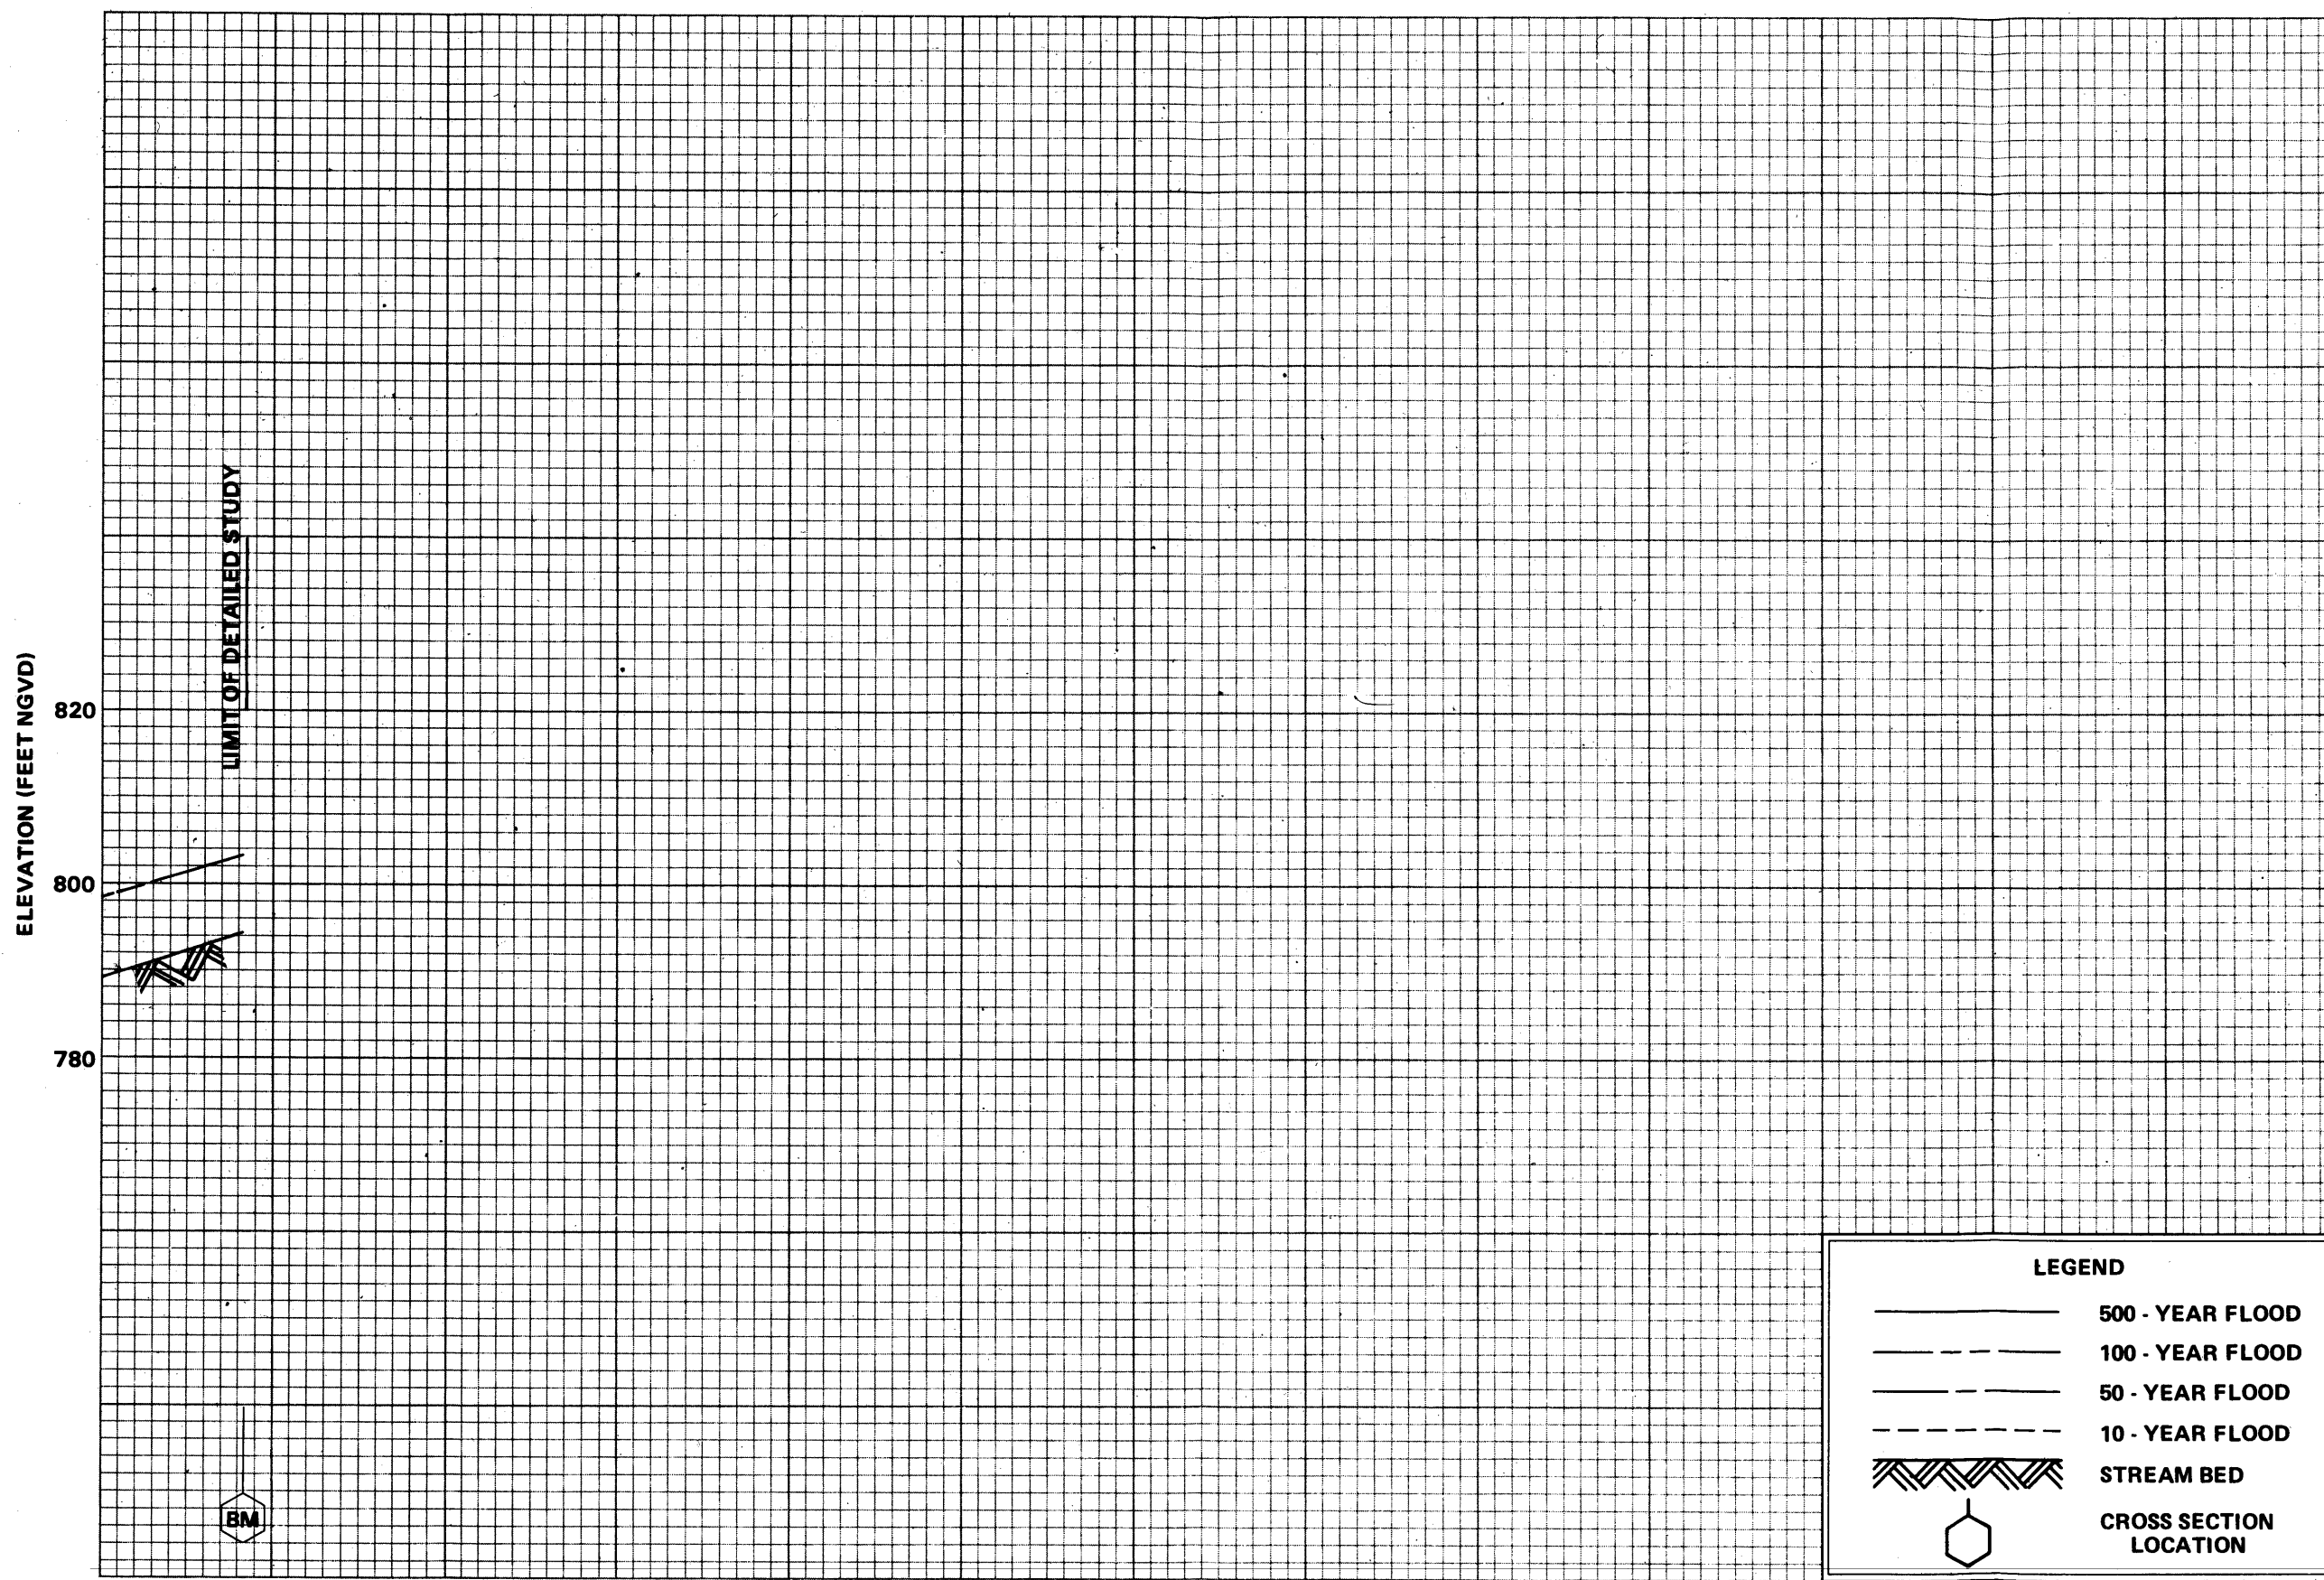 LIMIT OF DETAILED STUDY
ELEVATION (FEET NGVD)
820
800
780
BM
LEGEND
500 - YEAR FLOOD
100 - YEAR FLOOD
50 - YEAR FLOOD
10 - YEAR FLOOD
STREAM BED
CROSS SECTION
LOCATION